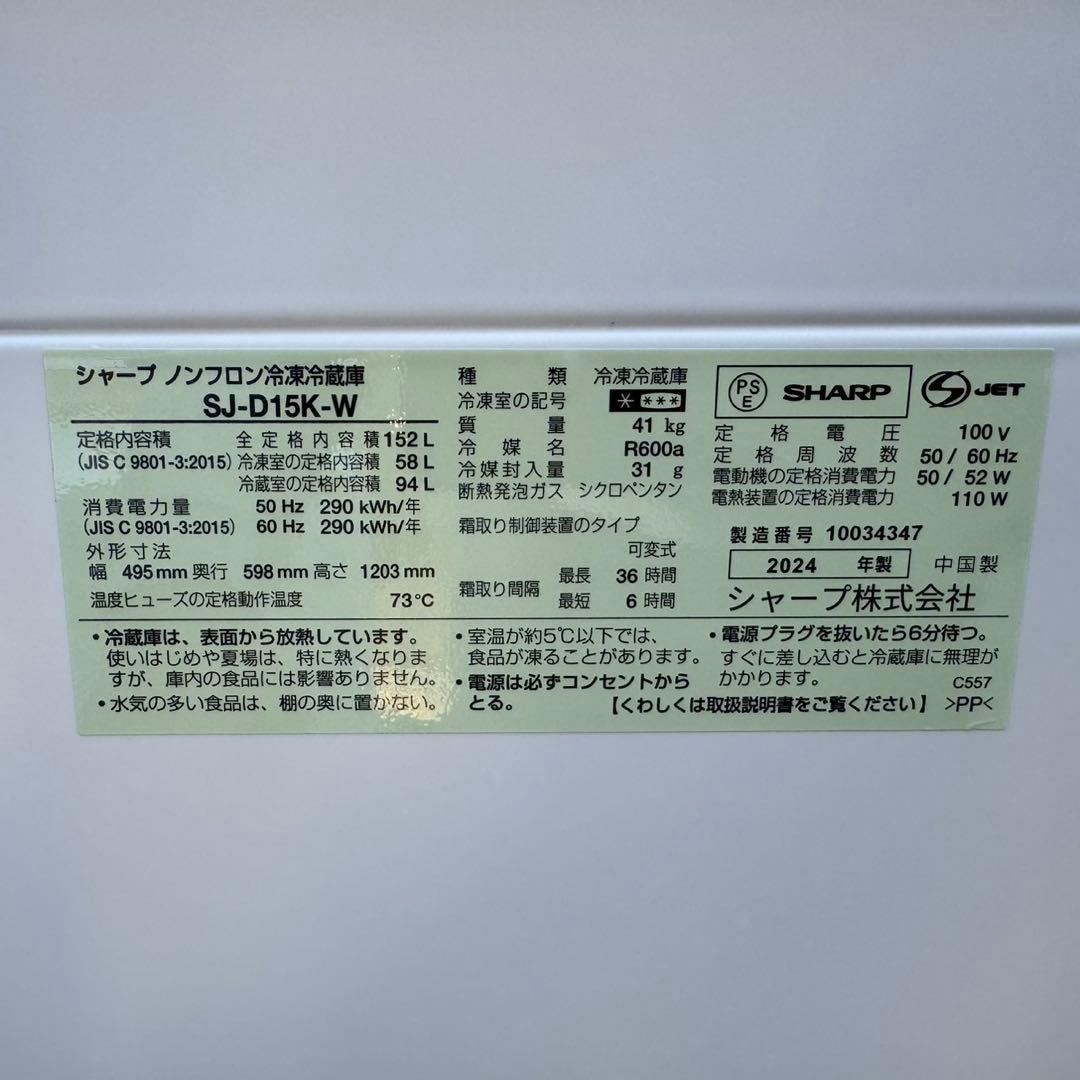 シャープ ノンフロン冷凍冷蔵庫
SJ-D15K-W
定格内容積 全定格内容積 152 L
(JIS C 9801-3:2015) 冷凍室の定格内容積 58 L
冷蔵室の定格内容積 94 L
消費電力量 50 Hz 290 kWh/年
(JIS C 9801-3:2015) 60 Hz 290 kWh/年
外形寸法
幅 495mm 奥行 598mm 高さ 1203mm
温度ヒューズの定格動作温度 73℃
種類 冷凍冷蔵庫
冷凍室の記号 * ***
質量 41 kg
冷媒名 R600a
冷媒封入量 31 g
断熱発泡ガス シクロペンタン
霜取り制御装置のタイプ
可変式
霜取り間隔 最長 36 時間
最短 6 時間
PSE SHARP S JET
定格電圧 100 V
定格周波数 50 / 60 Hz
電動機の定格消費電力 50 / 52 W
電熱装置の定格消費電力 110 W
製造番号 10034347
2024 年製 中国製
シャープ株式会社
・冷蔵庫は、表面から放熱しています。
使いはじめや夏場は、特に熱くなりま
すが、庫内の食品には影響ありません。
・水気の多い食品は、棚の奥に置かない。
・室温が約5℃以下では、
食品が凍ることがあります。
・電源は必ずコンセントから
とる。
・電源プラグを抜いたら6分待つ。
すぐに差し込むと冷蔵庫に無理が
かかります。 C557
【くわしくは取扱説明書をご覧ください】 >PP<